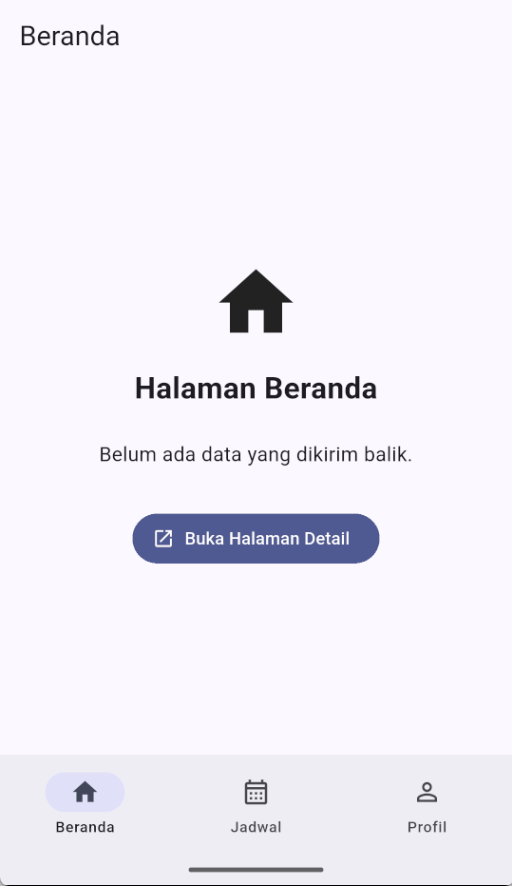 Beranda
Halaman Beranda
Belum ada data yang dikirim balik.
Buka Halaman Detail
Beranda
Jadwal
Profil